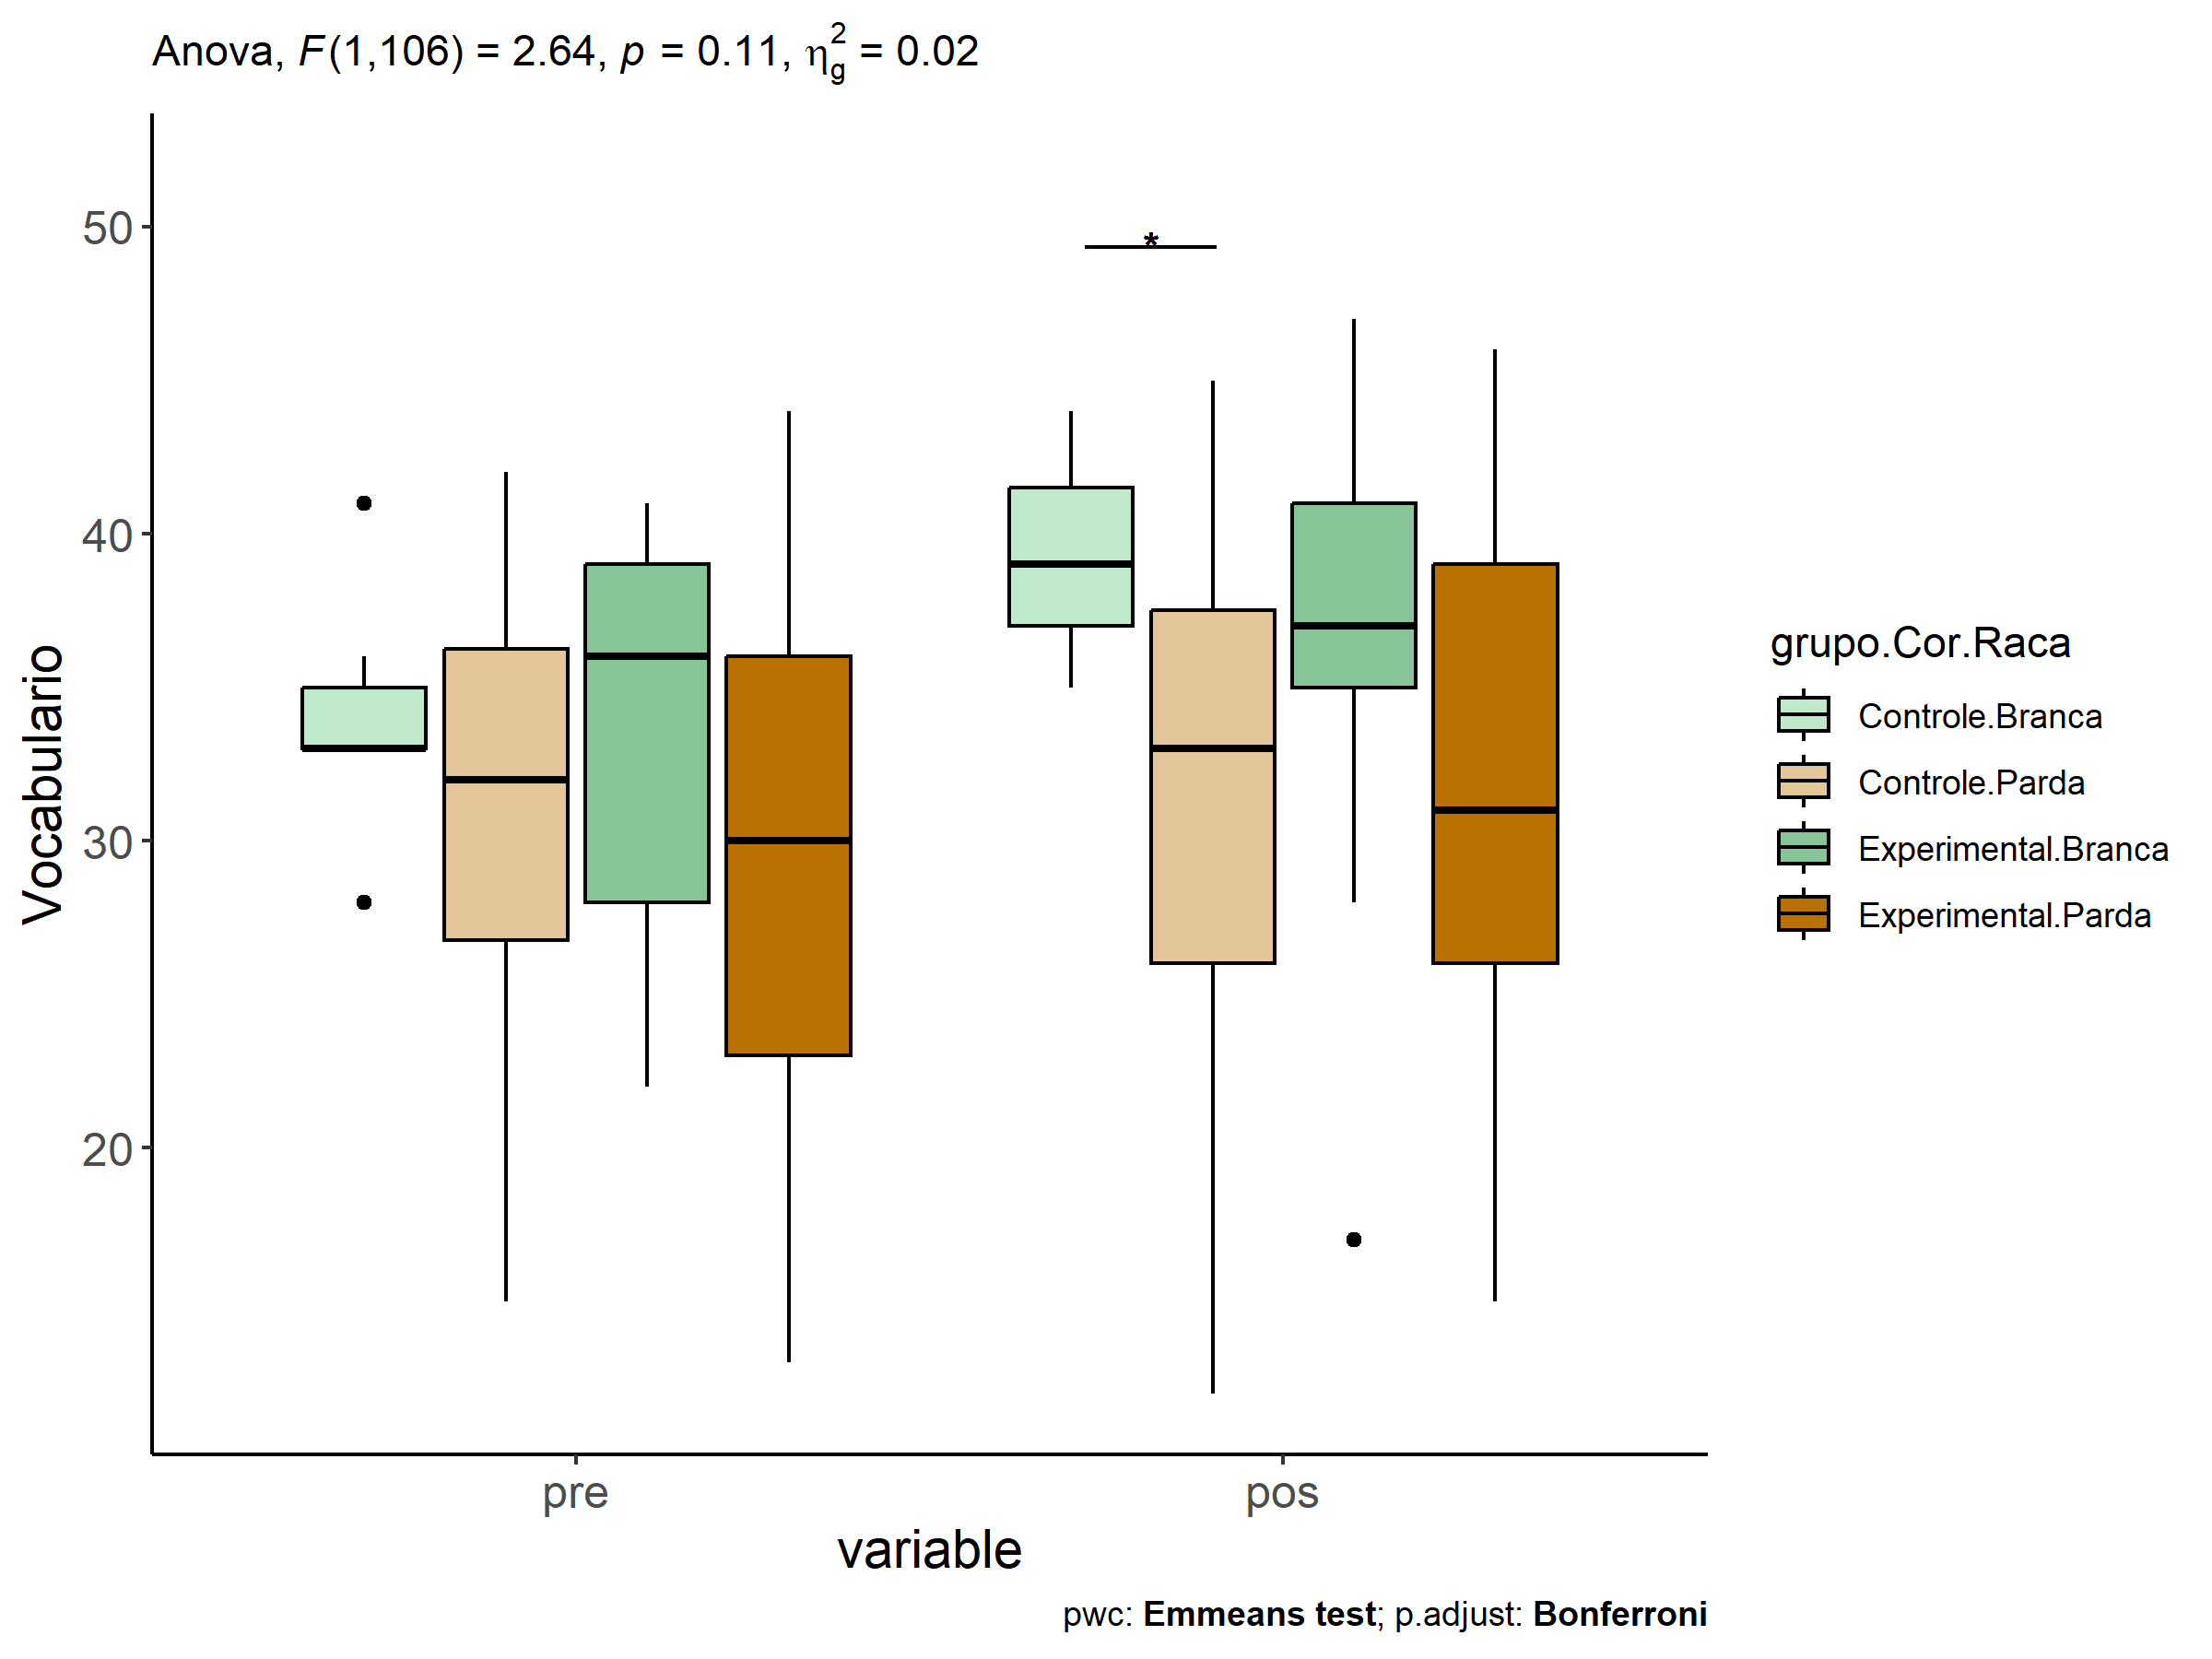 Anova, F(1,106) = 2.64, p = 0.11, η²g = 0.02
50
40
30
20
Vocabulario
*
pre
pos
variable
grupo.Cor.Raca
Controle.Branca
Controle.Parda
Experimental.Branca
Experimental.Parda
pwc: Emmeans test; p.adjust: Bonferroni